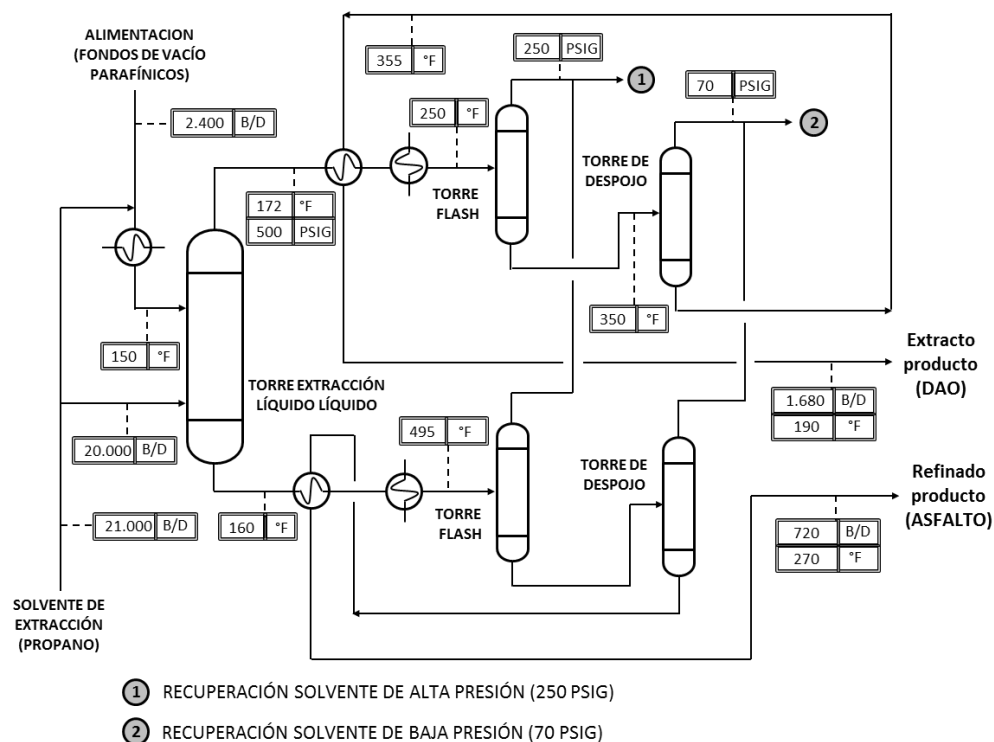 ALIMENTACION
(FONDOS DE VACÍO
PARAFÍNICOS)
2.400 B/D
355 °F
250 PSIG
1
70 PSIG
2
250 °F
TORRE
FLASH
TORRE DE
DESPOJO
172 °F
500 PSIG
350 °F
150 °F
TORRE EXTRACCIÓN
LÍQUIDO LÍQUIDO
Extracto
producto
(DAO)
1.680 B/D
190 °F
20.000 B/D
495 °F
TORRE DE
DESPOJO
Refinado
producto
(ASFALTO)
21.000 B/D
160 °F
TORRE
FLASH
720 B/D
270 °F
SOLVENTE DE
EXTRACCIÓN
(PROPANO)
1 RECUPERACIÓN SOLVENTE DE ALTA PRESIÓN (250 PSIG)
2 RECUPERACIÓN SOLVENTE DE BAJA PRESIÓN (70 PSIG)